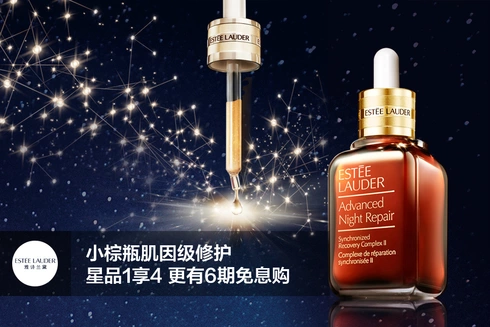 ESTĒE LAUDER
ESTĒE LAUDER
ESTĒE
LAUDER
Advanced
Night Repair
Synchronized
Recovery Complex II
Complexe de réparation
synchronisée II
ESTĒE LAUDER
雅诗兰黛
小棕瓶肌因级修护
星品1享4 更有6期免息购